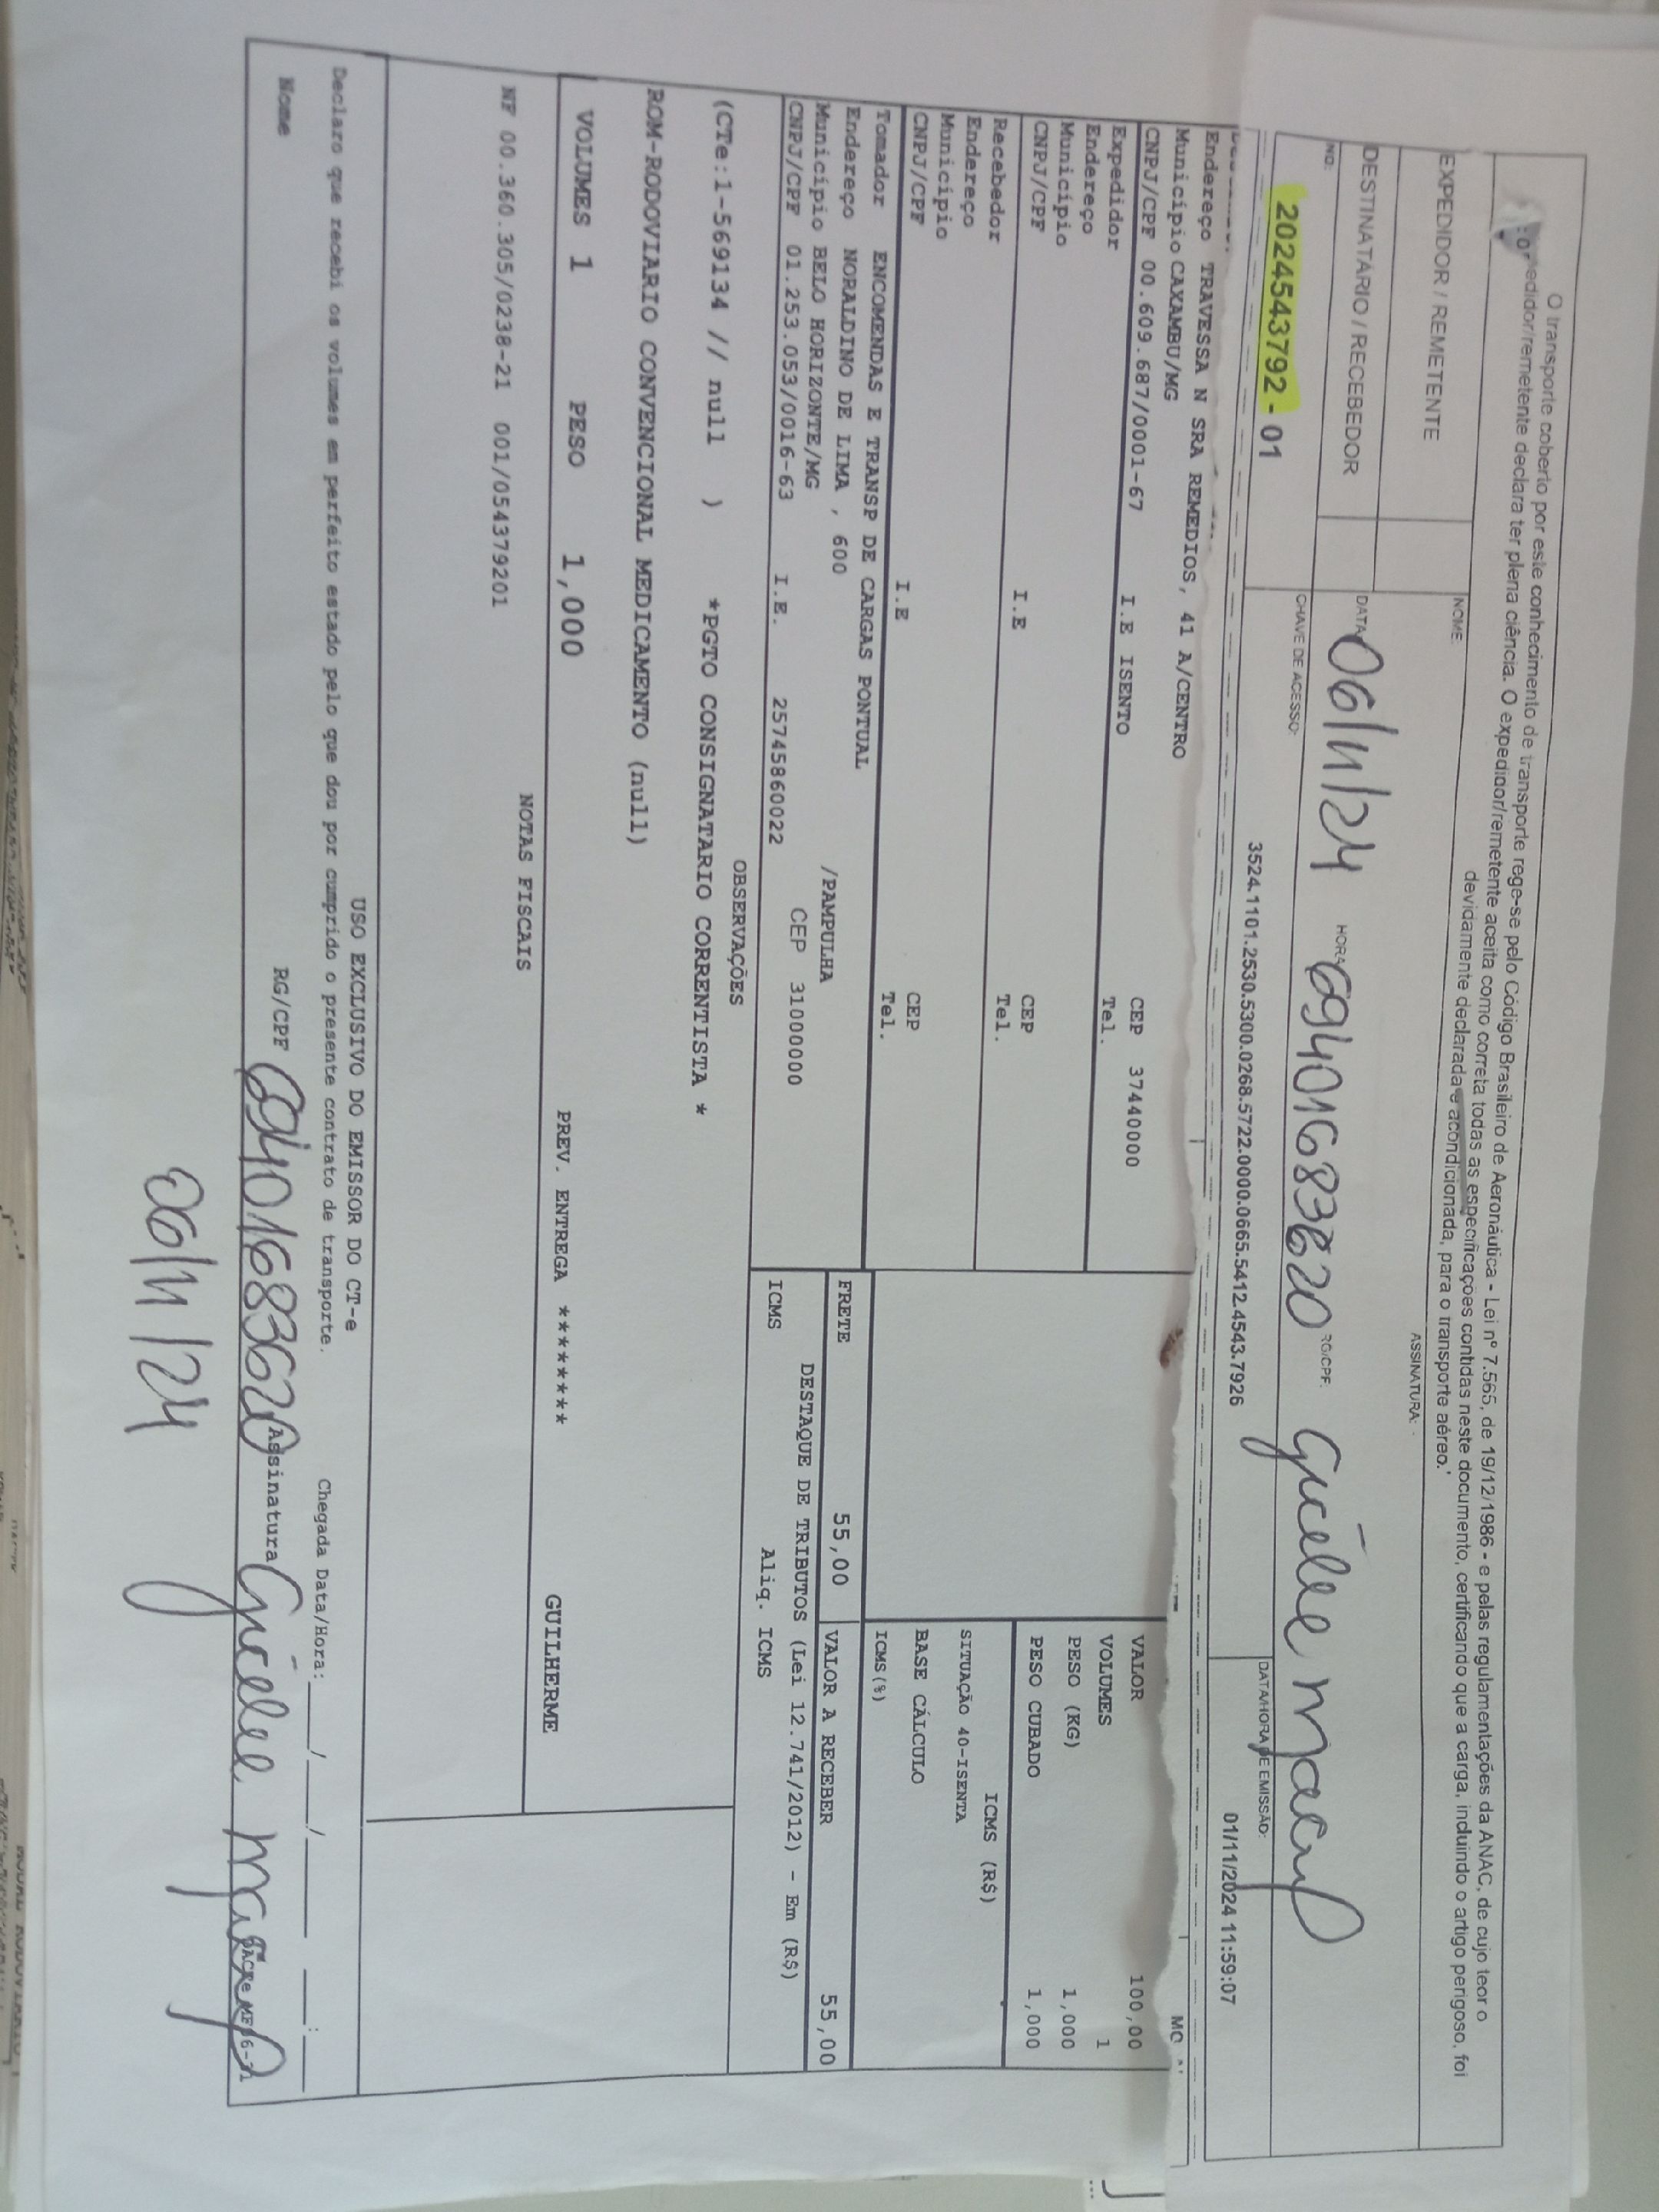 O transporte coberto por este conhecimento de transporte rege-se pelo Código Brasileiro de Aeronáutica - Lei nº 7.565, de 19/12/1986 - e pelas regulamentações da ANAC, de cujo teor o
expedidor/remetente declara ter plena ciência. O expedidor/remetente aceita como correta todas as especificações contidas neste documento, certificando que a carga, incluindo o artigo perigoso, foi
devidamente declarada e acondicionada, para o transporte aéreo.'
EXPEDIDOR / REMETENTE
NOME:
ASSINATURA:
DESTINATÁRIO / RECEBEDOR
DATA 06/11/24 HORA 69401683620 RG/CPF:
NO:
2024543792 - 01
CHAVE DE ACESSO:
3524.1101.2530.5300.0268.5722.0000.0665.5412.4543.7926
DATA/HORA DE EMISSÃO:
01/11/2024 11:59:07
Endereço TRAVESSA N SRA REMEDIOS, 41 A/CENTRO
Município CAXAMBU/MG
CNPJ/CPF 00.609.687/0001-67 I.E ISENTO CEP 37440000
Expedidor Tel.
Endereço
Município
CNPJ/CPF I.E CEP
Recebedor Tel.
Endereço
Município
CNPJ/CPF I.E CEP
Tomador ENCOMENDAS E TRANSP DE CARGAS PONTUAL Tel.
Endereço NORALDINO DE LIMA , 600 /PAMPULHA
Município BELO HORIZONTE/MG
CNPJ/CPF 01.253.053/0016-63 I.E. 25745860022 CEP 31000000
VALOR 100,00
VOLUMES 1
PESO (KG) 1,000
PESO CUBADO 1,000
ICMS (R$)
SITUAÇÃO 40-ISENTA
BASE CÁLCULO
ICMS(%)
FRETE 55,00 VALOR A RECEBER 55,00
DESTAQUE DE TRIBUTOS (Lei 12.741/2012) - Em (R$)
ICMS Aliq. ICMS
OBSERVAÇÕES
(CTe:1-569134 // null ) *PGTO CONSIGNATARIO CORRENTISTA *
ROM-RODOVIARIO CONVENCIONAL MEDICAMENTO (null)
VOLUMES 1 PESO 1,000 PREV. ENTREGA ******** GUILHERME
NOTAS FISCAIS
NF 00.360.305/0238-21 001/054379201
USO EXCLUSIVO DO EMISSOR DO CT-e
Declaro que recebi os volumes em perfeito estado pelo que dou por cumprido o presente contrato de transporte. Chegada Data/Hora: ___/___/_____ ___:___
Nome RG/CPF 69401683620 Assinatura
06/11/24